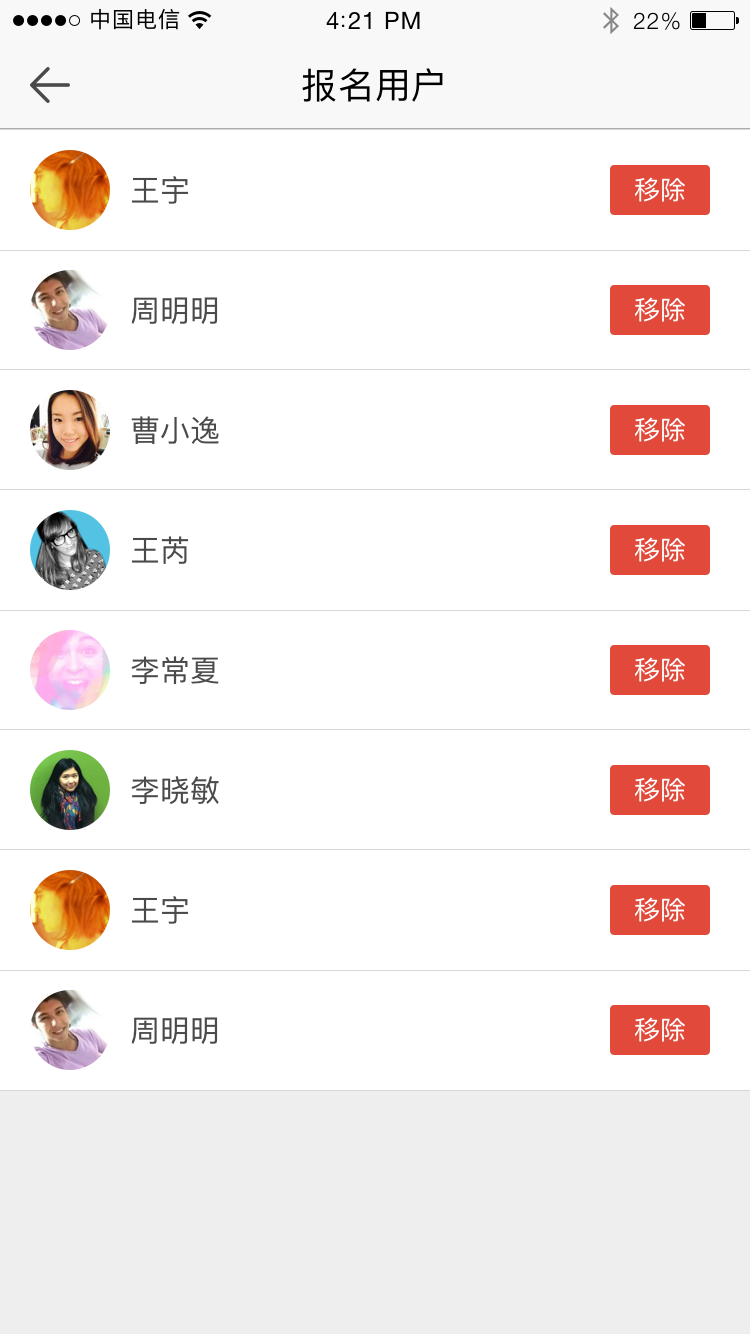 中国电信 4:21 PM 22%
报名用户
王宇 移除
周明明 移除
曹小逸 移除
王芮 移除
李常夏 移除
李晓敏 移除
王宇 移除
周明明 移除